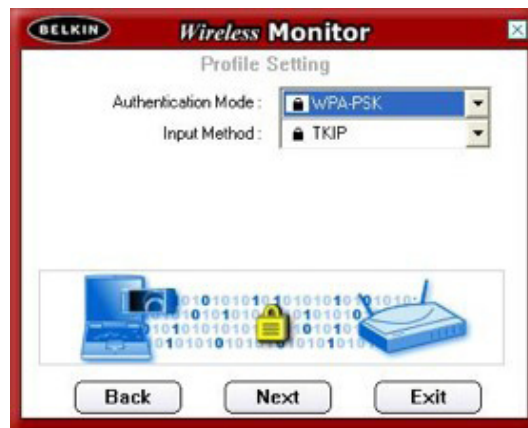 BELKIN Wireless Monitor
Profile Setting
Authentication Mode : WPA-PSK
Input Method : TKIP
Back Next Exit